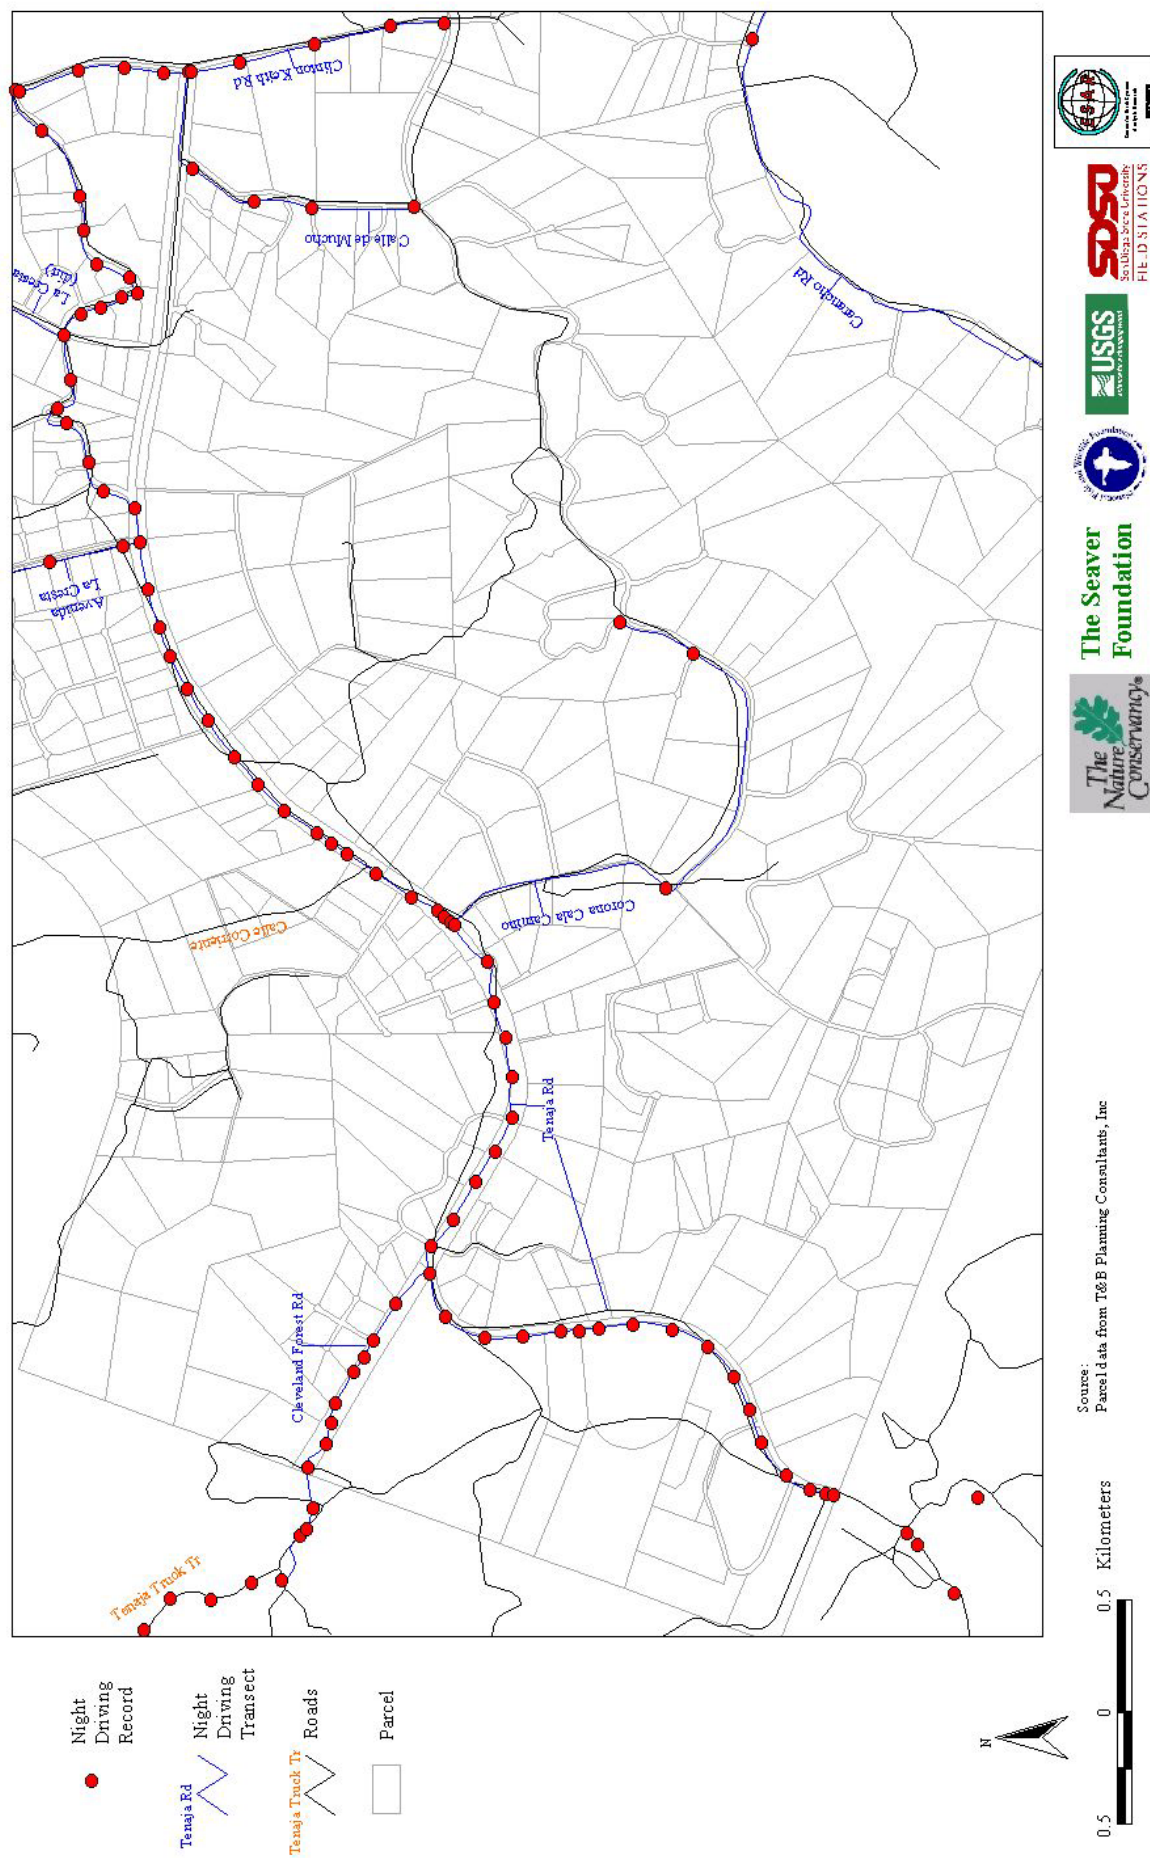 Night
Driving
Record
Tenaja Rd
Night
Driving
Transect
Tenaja Truck Tr
Roads
Parcel
N
0.5 0 0.5 Kilometers
Source:
Parcel data from T&B Planning Consultants, Inc
Tenaja Truck Tr
Cleveland Forest Rd
Tenaja Rd
Calle Corriente
Corona Cala Camino
Avenida
La Cresta
La Cresta
(dirt)
Calle de Mucho
Clinton Keith Rd
Carancho Rd
The
Nature
Conservancy®
The Seaver
Foundation
USGS
SDSU
San Diego State University
FIELD STATIONS
ESAR